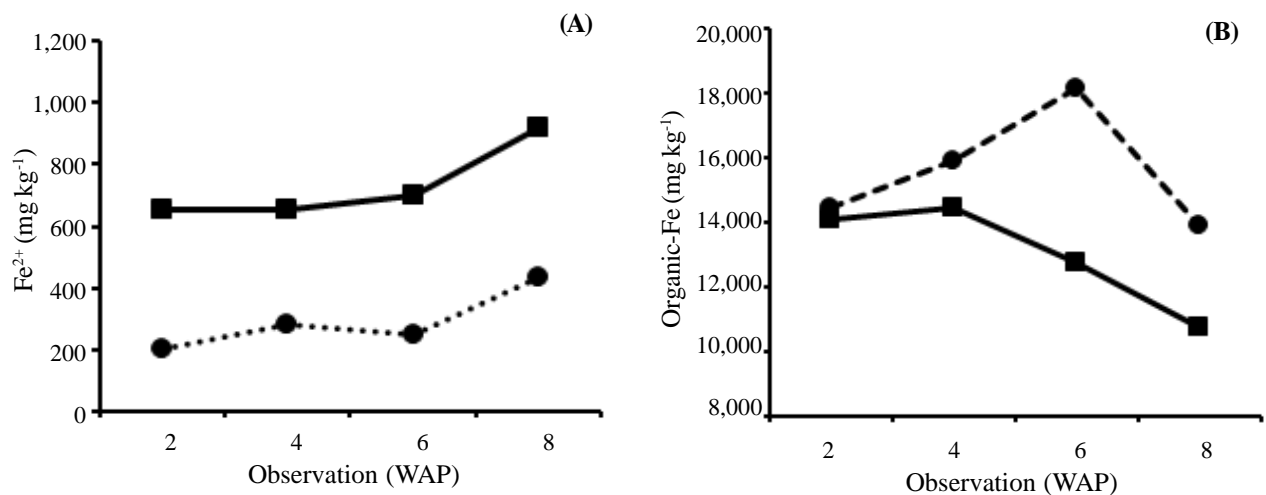 (A)
1,200
1,000
800
600
400
200
0
Fe²⁺ (mg kg⁻¹)
2 4 6 8
Observation (WAP)
(B)
20,000
18,000
16,000
14,000
12,000
10,000
8,000
Organic-Fe (mg kg⁻¹)
2 4 6 8
Observation (WAP)